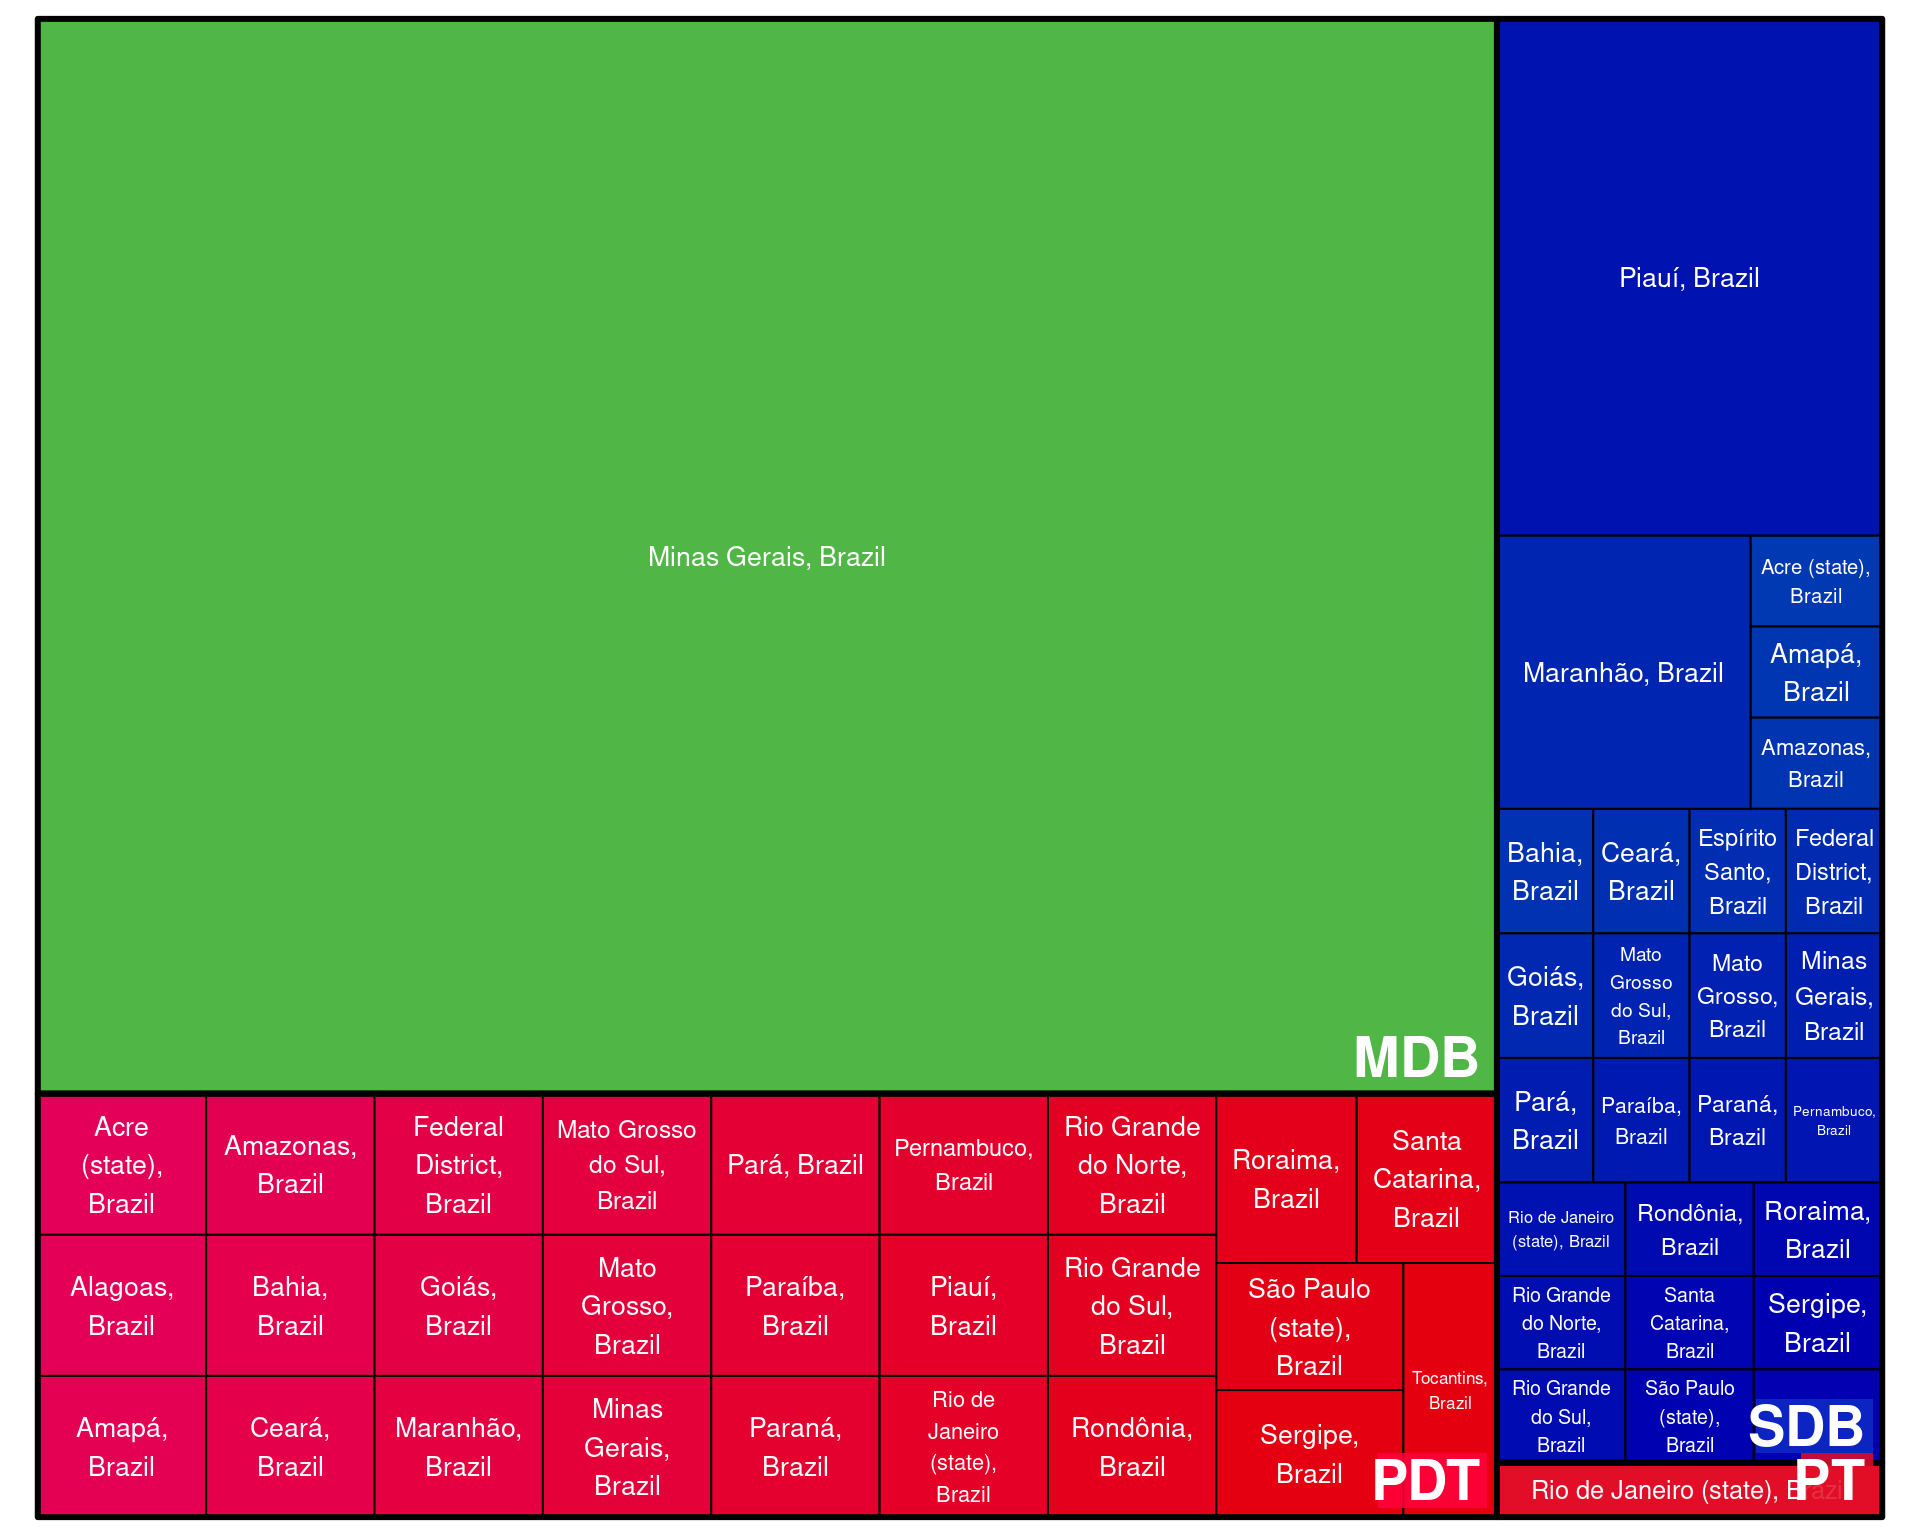 Minas Gerais, Brazil
MDB
Acre
(state),
Brazil
Alagoas,
Brazil
Amapá,
Brazil
Amazonas,
Brazil
Bahia,
Brazil
Ceará,
Brazil
Federal
District,
Brazil
Goiás,
Brazil
Maranhão,
Brazil
Mato Grosso
do Sul,
Brazil
Mato
Grosso,
Brazil
Minas
Gerais,
Brazil
Pará, Brazil
Paraíba,
Brazil
Paraná,
Brazil
Pernambuco,
Brazil
Piauí,
Brazil
Rio de
Janeiro
(state),
Brazil
Rio Grande
do Norte,
Brazil
Rio Grande
do Sul,
Brazil
Rondônia,
Brazil
Roraima,
Brazil
Santa
Catarina,
Brazil
São Paulo
(state),
Brazil
Sergipe,
Brazil
Tocantins,
Brazil
PDT
Piauí, Brazil
Maranhão, Brazil
Acre (state),
Brazil
Amapá,
Brazil
Amazonas,
Brazil
Bahia,
Brazil
Ceará,
Brazil
Espírito
Santo,
Brazil
Federal
District,
Brazil
Goiás,
Brazil
Mato
Grosso
do Sul,
Brazil
Mato
Grosso,
Brazil
Minas
Gerais,
Brazil
Pará,
Brazil
Paraíba,
Brazil
Paraná,
Brazil
Pernambuco,
Brazil
Rio de Janeiro
(state), Brazil
Rondônia,
Brazil
Roraima,
Brazil
Rio Grande
do Norte,
Brazil
Santa
Catarina,
Brazil
Sergipe,
Brazil
Rio Grande
do Sul,
Brazil
São Paulo
(state),
Brazil
SDB
Rio de Janeiro (state), Brazil
PT